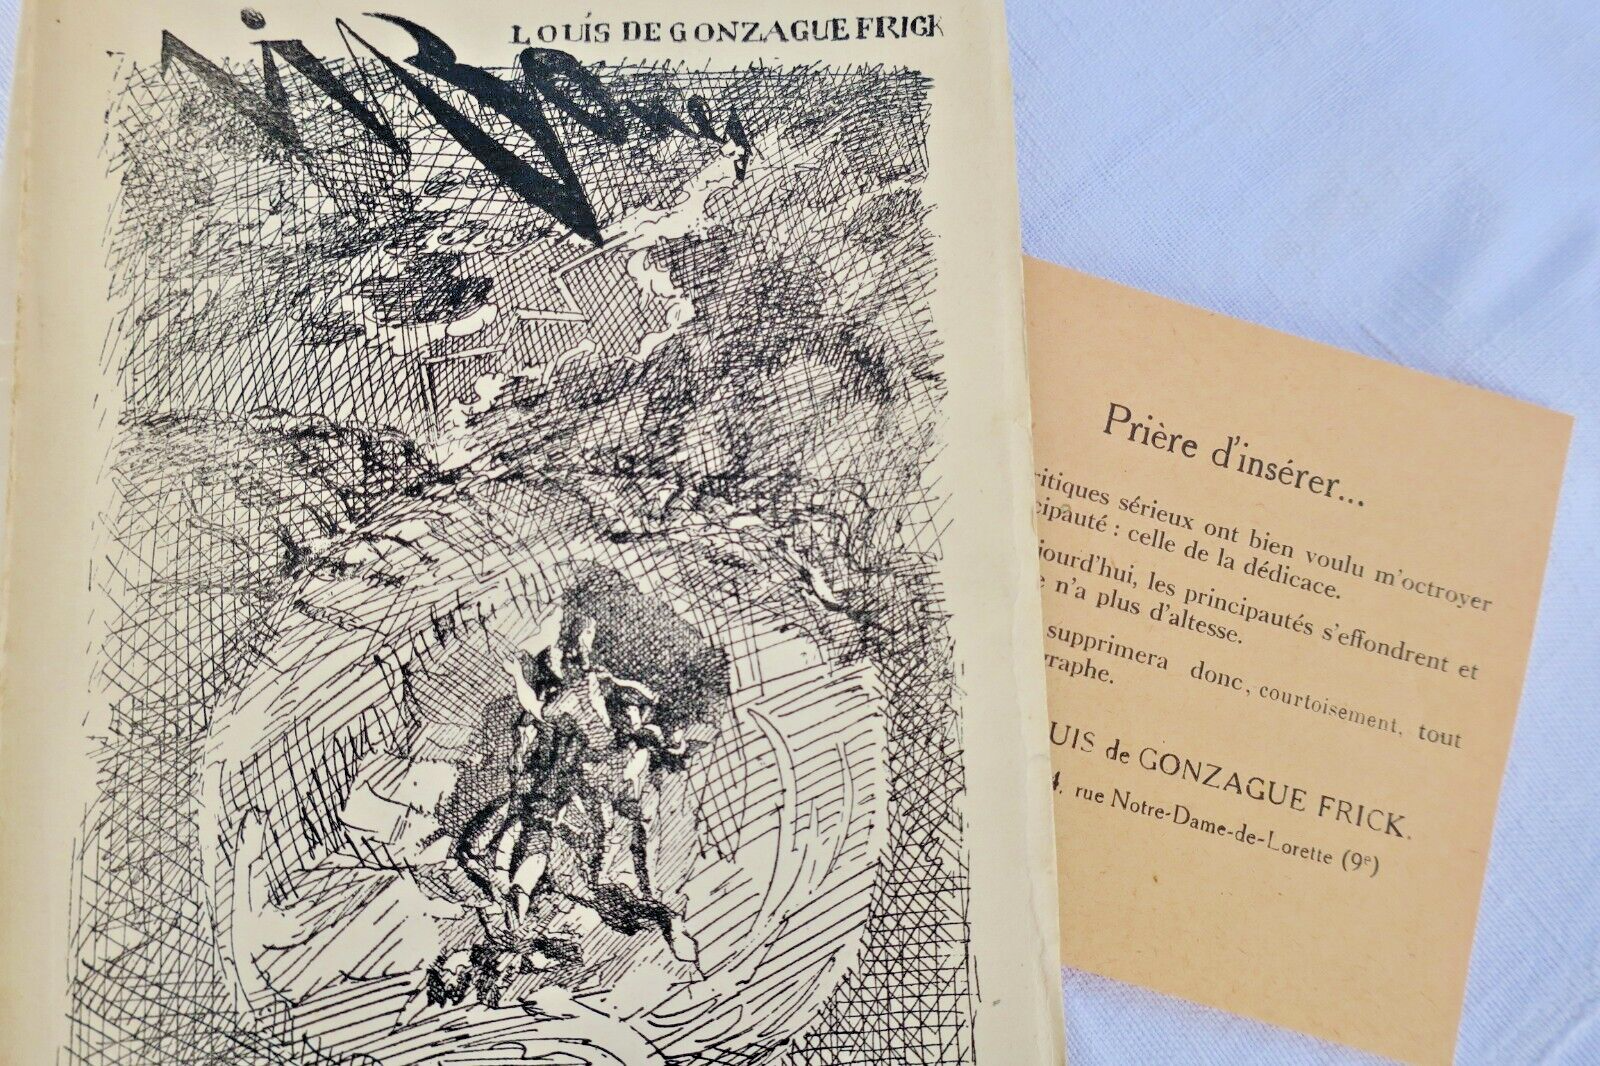 LOUIS DE GONZAGUE FRICK
Prière d'insérer...
ritiques sérieux ont bien voulu m'octroyer
cipauté : celle de la dédicace.
jourd'hui, les principautés s'effondrent et
e n'a plus d'altesse.
supprimera donc, courtoisement, tout
raphe.
UIS de GONZAGUE FRICK.
4, rue Notre-Dame-de-Lorette (9e)